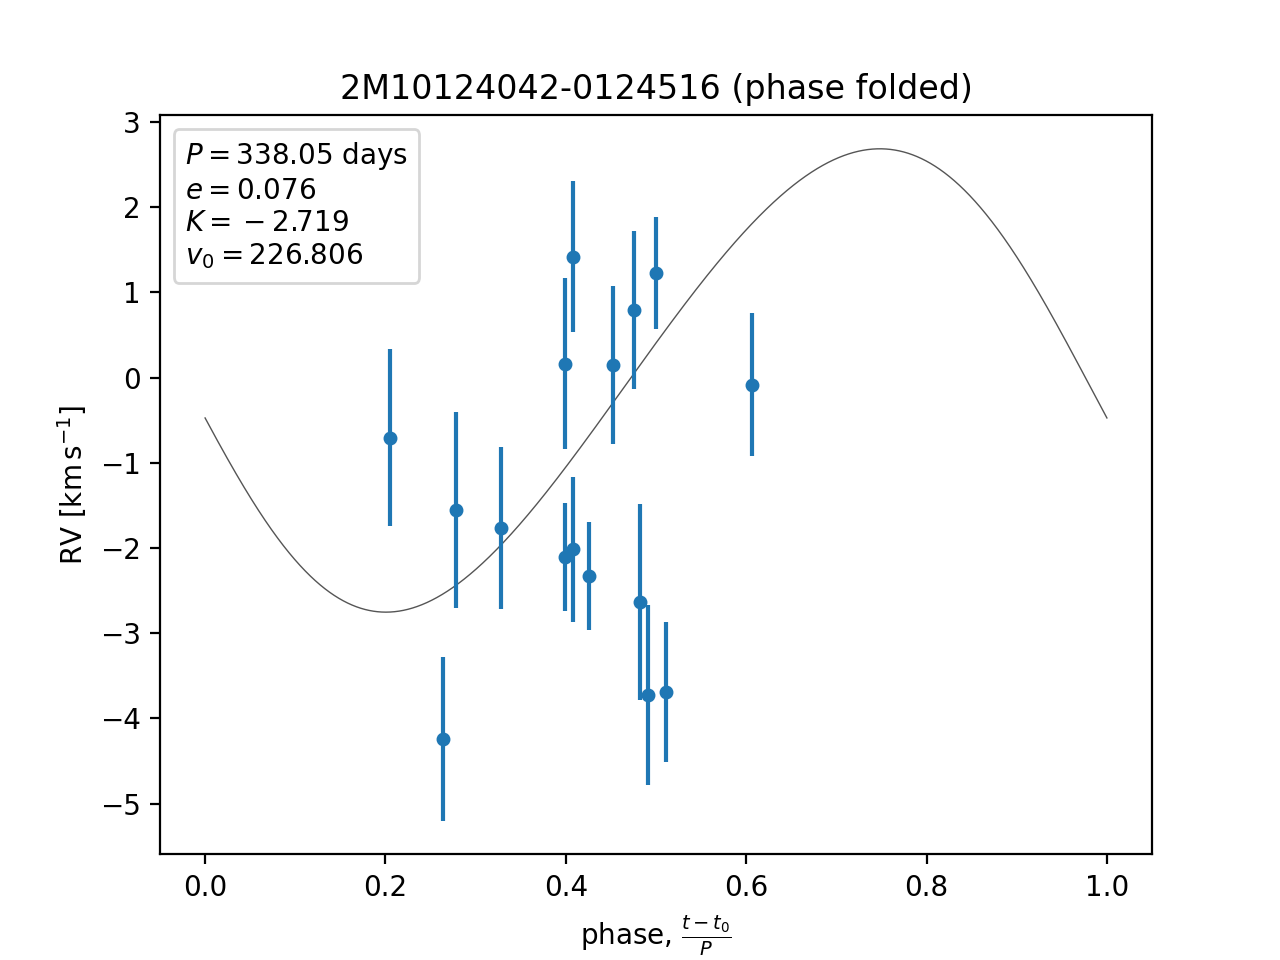 2M10124042-0124516 (phase folded)
P = 338.05 days
e = 0.076
K = −2.719
v₀ = 226.806
3
2
1
0
−1
−2
−3
−4
−5
RV [km s⁻¹]
0.0 0.2 0.4 0.6 0.8 1.0
phase, (t − t₀)/P